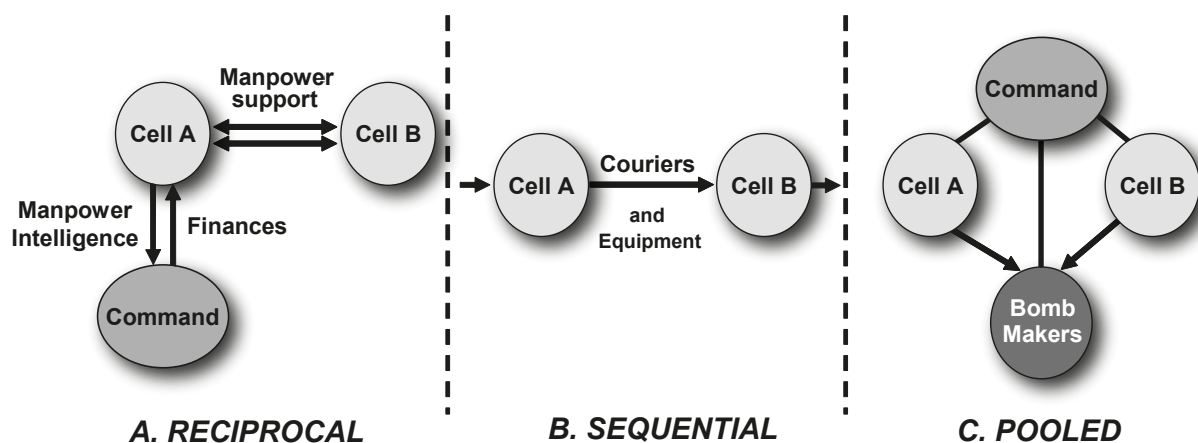 Manpower
support
Cell A
Cell B
Manpower
Intelligence
Finances
Command
A. RECIPROCAL
Cell A
Couriers
and
Equipment
Cell B
B. SEQUENTIAL
Command
Cell A
Cell B
Bomb
Makers
C. POOLED